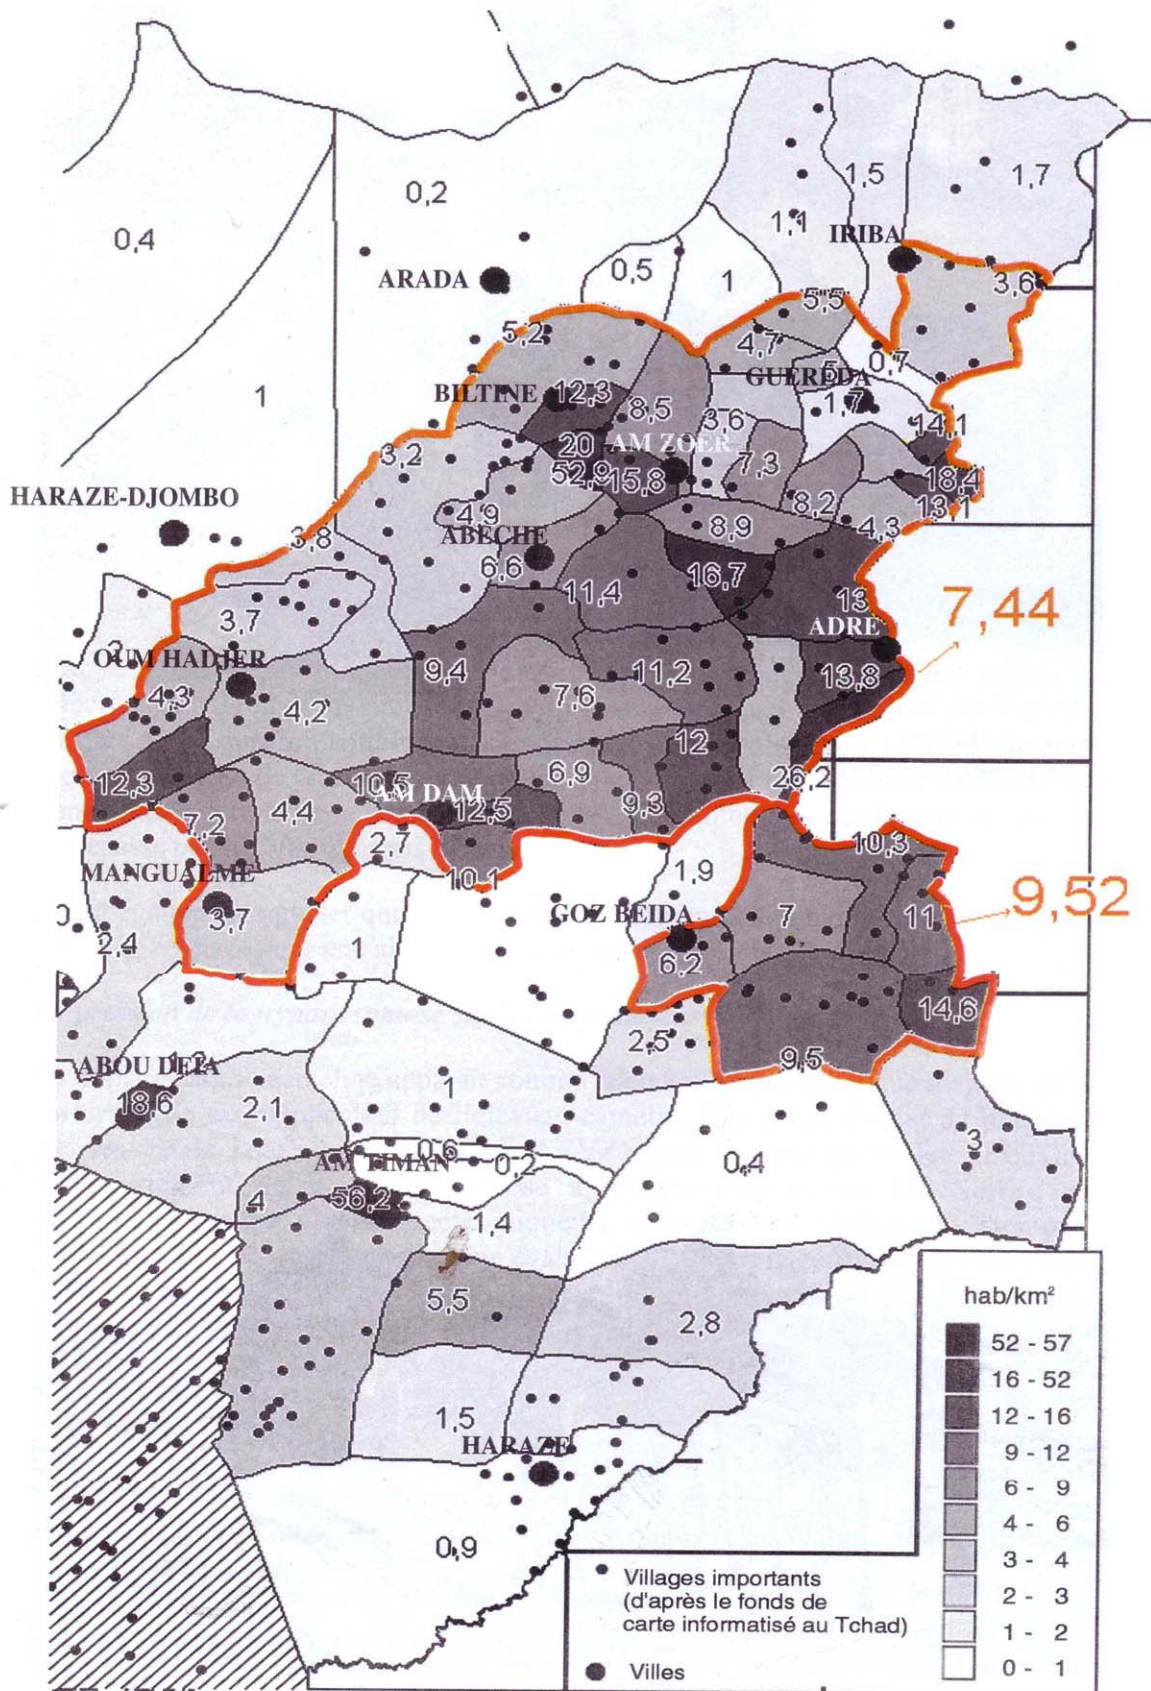 0,2
1,5
1,7
0,4
1,1
IRIBA
0,5
1
ARADA
3,6
5,5
5,2
4,7
0,7
5
GUEREDA
1
BILTINE
12,3
1,7
8,5
3,6
14,1
20
AM ZOER
3,2
52,9
15,8
7,3
18,4
HARAZE-DJOMBO
4,9
8,2
13,1
8,9
4,3
ABECHE
3,8
6,6
16,7
11,4
13
7,44
3,7
ADRE
2
OUM HADJER
9,4
11,2
13,8
4,3
7,6
4,2
12
12,3
10,5
6,9
26,2
AM DAM
12,5
9,3
4,4
7,2
2,7
10,3
MANGUALME
10,1
1,9
9,52
3,7
GOZ BEIDA
7
11
0
2,4
1
6,2
14,6
2,5
9,5
ABOU DEIA
18,6
2,1
1
3
0,6
AM TIMAN
0,2
0,4
4
56,2
1,4
5,5
2,8
1,5
HARAZE
0,9
hab/km²
52 - 57
16 - 52
12 - 16
9 - 12
6 - 9
4 - 6
3 - 4
2 - 3
1 - 2
0 - 1
Villages importants
(d'après le fonds de
carte informatisé au Tchad)
Villes